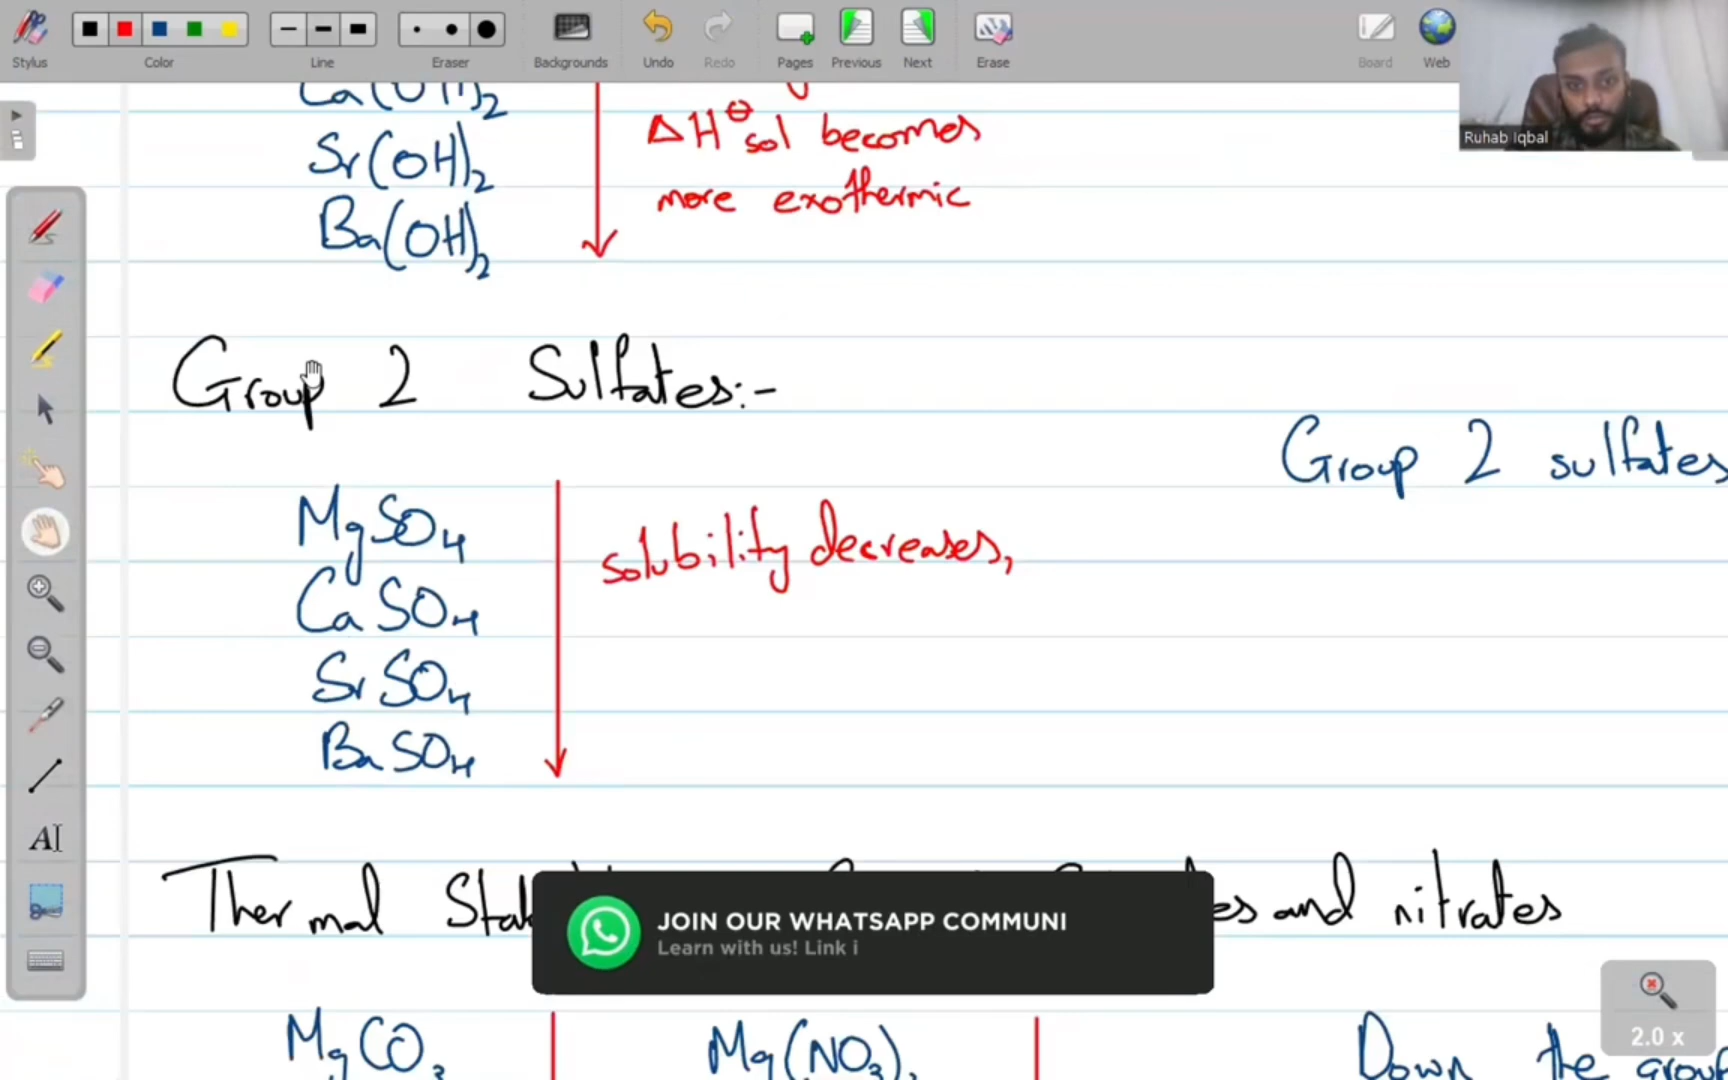 Stylus Color Line Eraser Backgrounds Undo Redo Pages Previous Next Erase Board Web
Ruhab Iqbal
Ca(OH)2
Sr(OH)2
Ba(OH)2
ΔH⊖sol becomes
more exothermic
Group 2 Sulfates:-
Group 2 sulfates
MgSO4
CaSO4
SrSO4
BaSO4
solubility decreases,
Thermal and nitrates
JOIN OUR WHATSAPP COMMUNI
Learn with us! Link i
MgCO3
Mg(NO3)2
Down the group
2.0 x